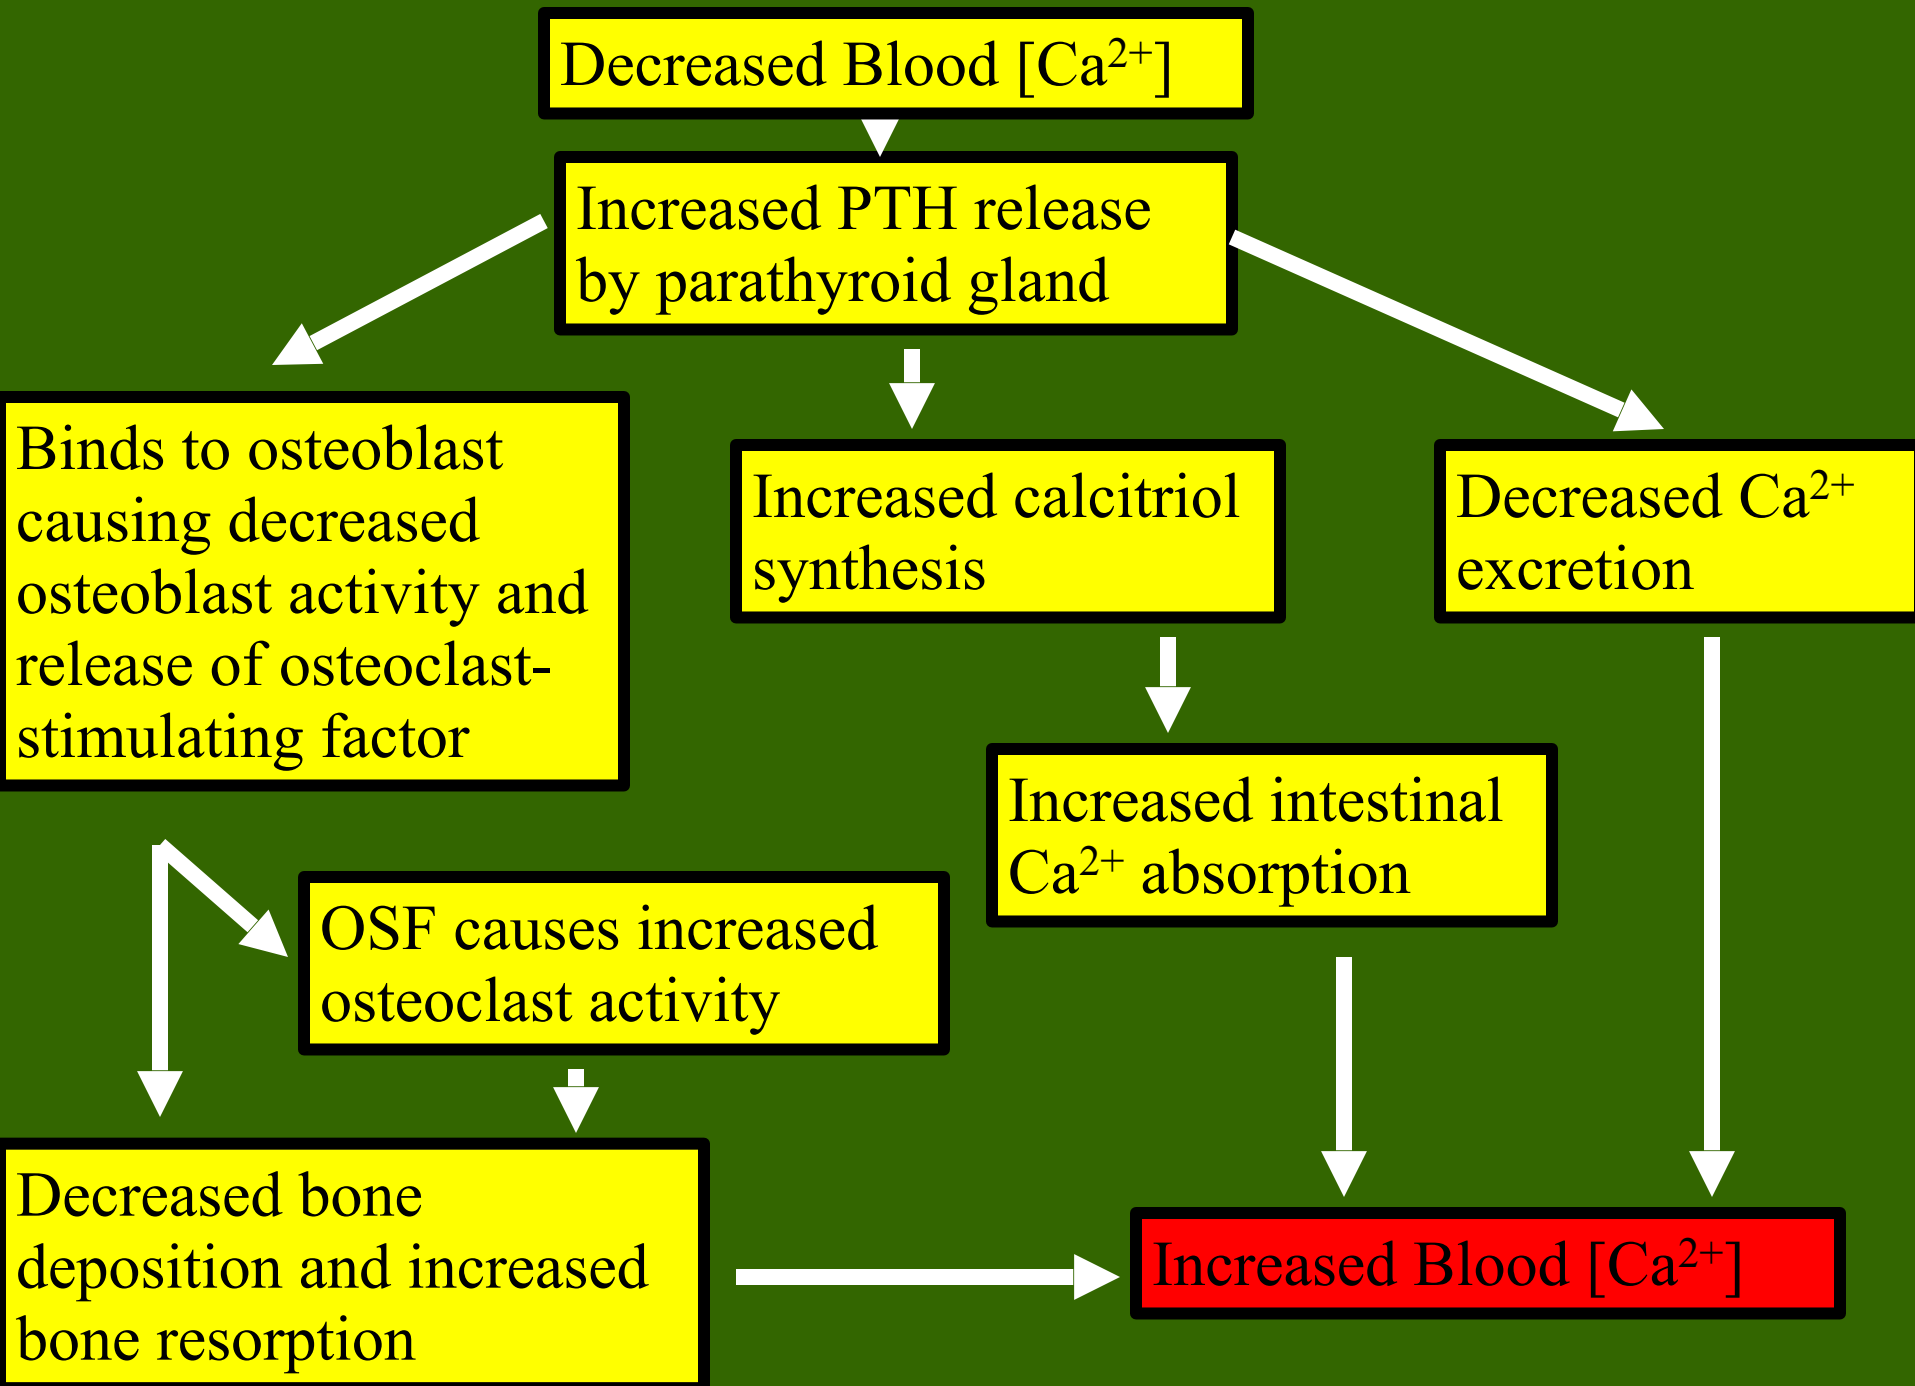 Decreased Blood [Ca²⁺]
Increased PTH release
by parathyroid gland
Binds to osteoblast
causing decreased
osteoblast activity and
release of osteoclast-
stimulating factor
Increased calcitriol
synthesis
Decreased Ca²⁺
excretion
Increased intestinal
Ca²⁺ absorption
OSF causes increased
osteoclast activity
Decreased bone
deposition and increased
bone resorption
Increased Blood [Ca²⁺]